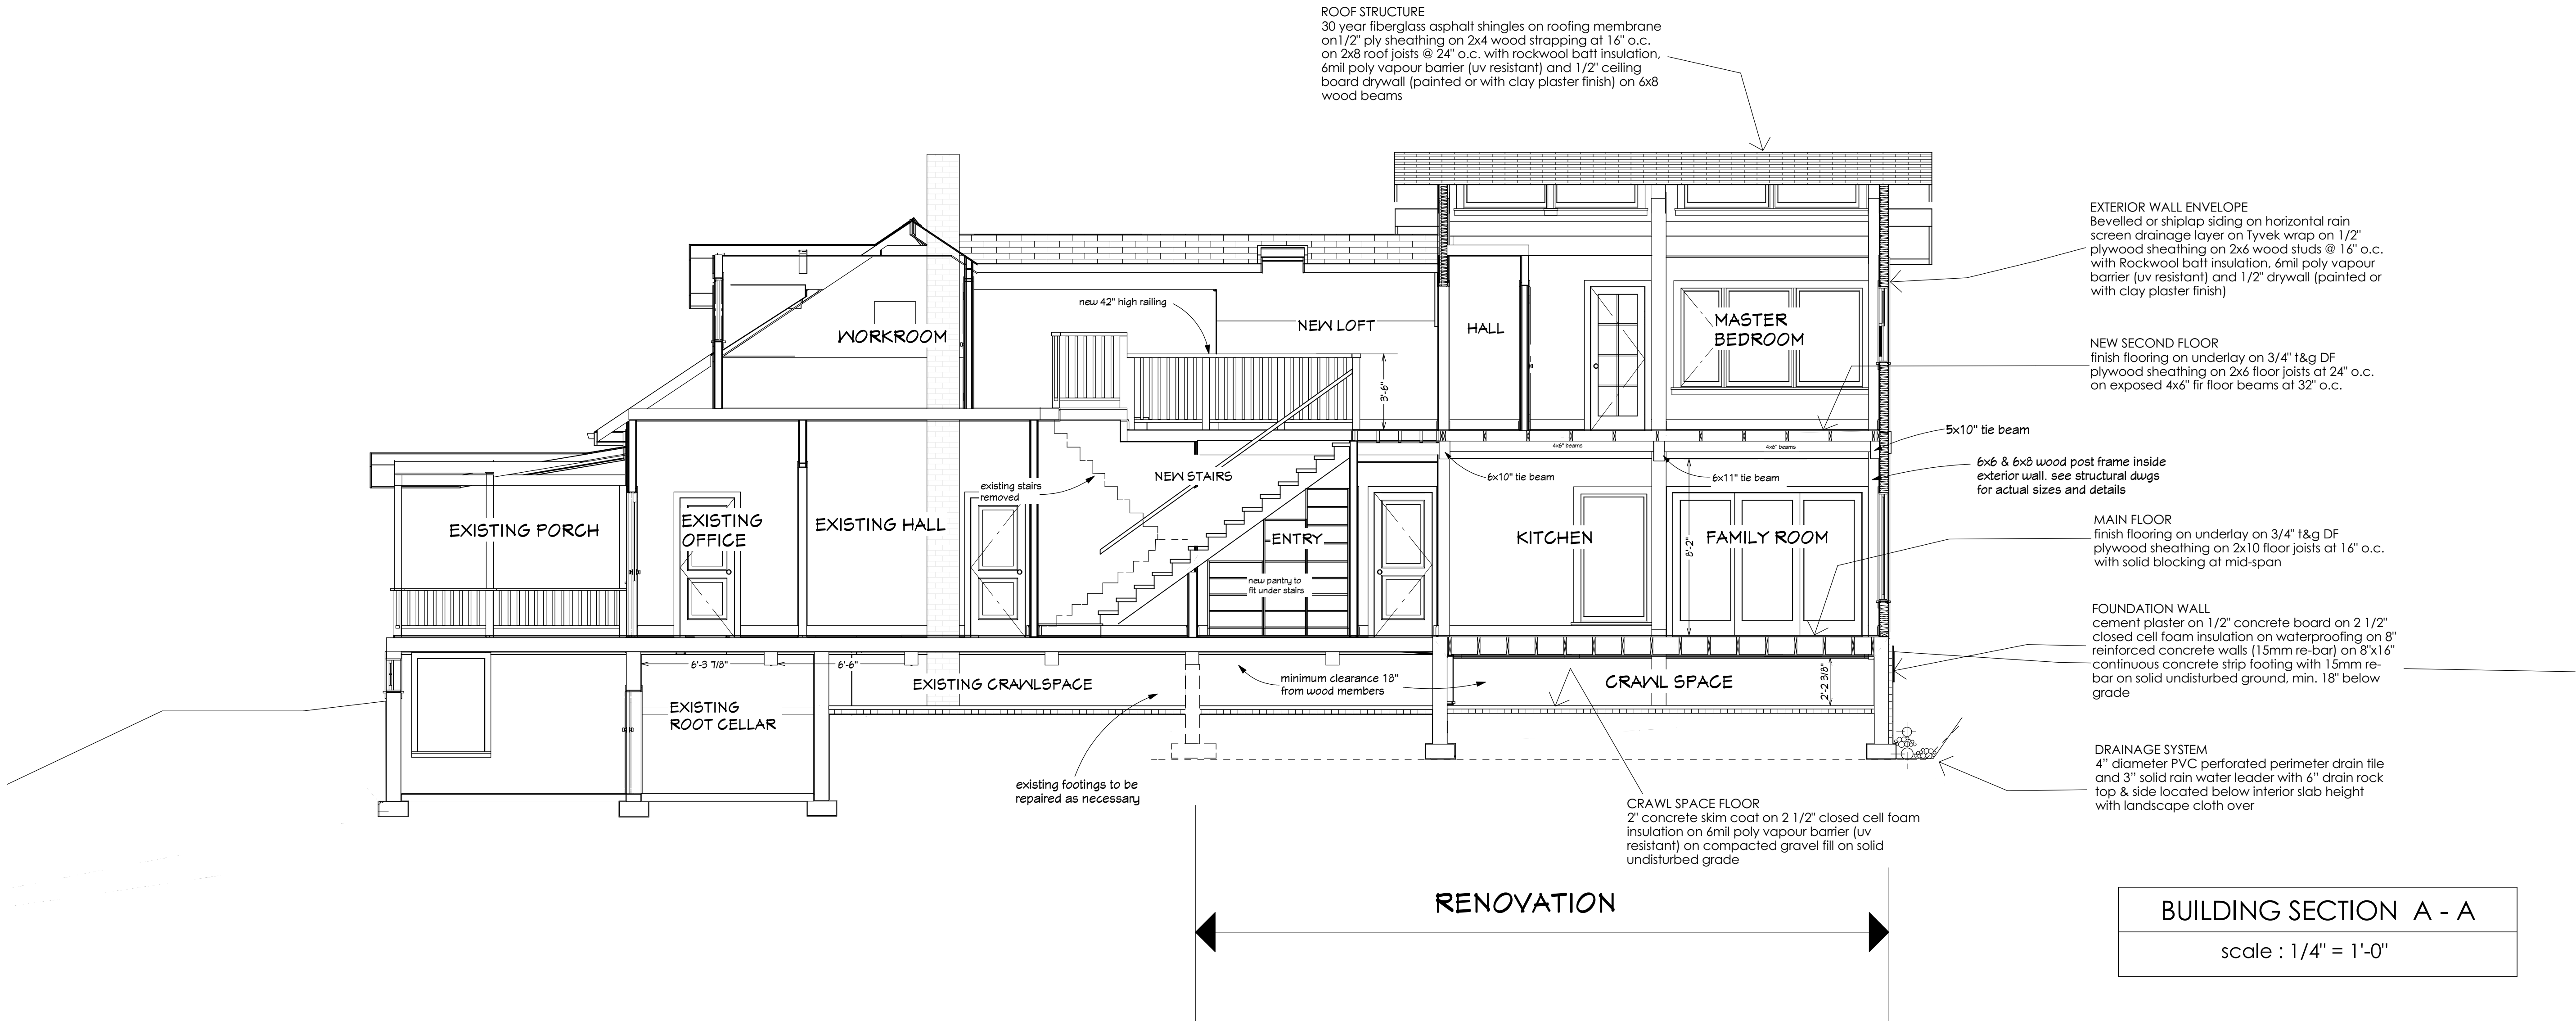 ROOF STRUCTURE
30 year fiberglass asphalt shingles on roofing membrane
on1/2" ply sheathing on 2x4 wood strapping at 16" o.c.
on 2x8 roof joists @ 24" o.c. with rockwool batt insulation,
6mil poly vapour barrier (uv resistant) and 1/2" ceiling
board drywall (painted or with clay plaster finish) on 6x8
wood beams
EXTERIOR WALL ENVELOPE
Bevelled or shiplap siding on horizontal rain
screen drainage layer on Tyvek wrap on 1/2"
plywood sheathing on 2x6 wood studs @ 16" o.c.
with Rockwool batt insulation, 6mil poly vapour
barrier (uv resistant) and 1/2" drywall (painted or
with clay plaster finish)
new 42" high railing
WORKROOM
NEW LOFT
HALL
MASTER
BEDROOM
3'-6"
NEW SECOND FLOOR
finish flooring on underlay on 3/4" t&g DF
plywood sheathing on 2x6 floor joists at 24" o.c.
on exposed 4x6" fir floor beams at 32" o.c.
5x10" tie beam
4x6" beams
4x6" beams
6x10" tie beam
6x11" tie beam
6x6 & 6x8 wood post frame inside
exterior wall. see structural dwgs
for actual sizes and details
existing stairs
removed
NEW STAIRS
EXISTING PORCH
EXISTING
OFFICE
EXISTING HALL
ENTRY
KITCHEN
8'-2"
FAMILY ROOM
new pantry to
fit under stairs
MAIN FLOOR
finish flooring on underlay on 3/4" t&g DF
plywood sheathing on 2x10 floor joists at 16" o.c.
with solid blocking at mid-span
FOUNDATION WALL
cement plaster on 1/2" concrete board on 2 1/2"
closed cell foam insulation on waterproofing on 8"
reinforced concrete walls (15mm re-bar) on 8"x16"
continuous concrete strip footing with 15mm re-
bar on solid undisturbed ground, min. 18" below
grade
6'-3 7/8"
6'-6"
EXISTING CRAWLSPACE
minimum clearance 18"
from wood members
CRAWL SPACE
2'-2 3/8"
EXISTING
ROOT CELLAR
existing footings to be
repaired as necessary
DRAINAGE SYSTEM
4" diameter PVC perforated perimeter drain tile
and 3" solid rain water leader with 6" drain rock
top & side located below interior slab height
with landscape cloth over
CRAWL SPACE FLOOR
2" concrete skim coat on 2 1/2" closed cell foam
insulation on 6mil poly vapour barrier (uv
resistant) on compacted gravel fill on solid
undisturbed grade
RENOVATION
BUILDING SECTION A - A
scale : 1/4" = 1'-0"